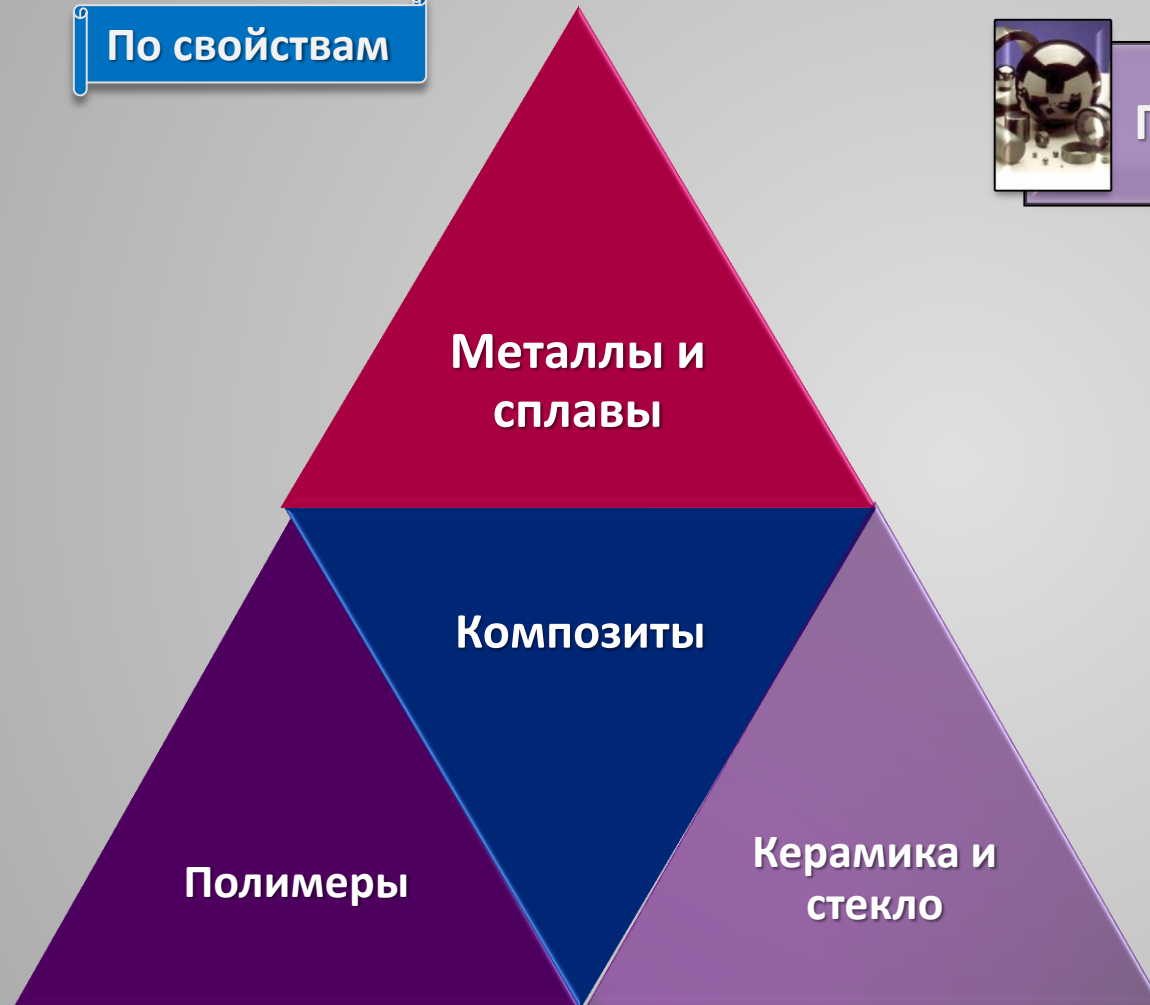 По свойствам
Металлы и
сплавы
Композиты
Полимеры
Керамика и
стекло